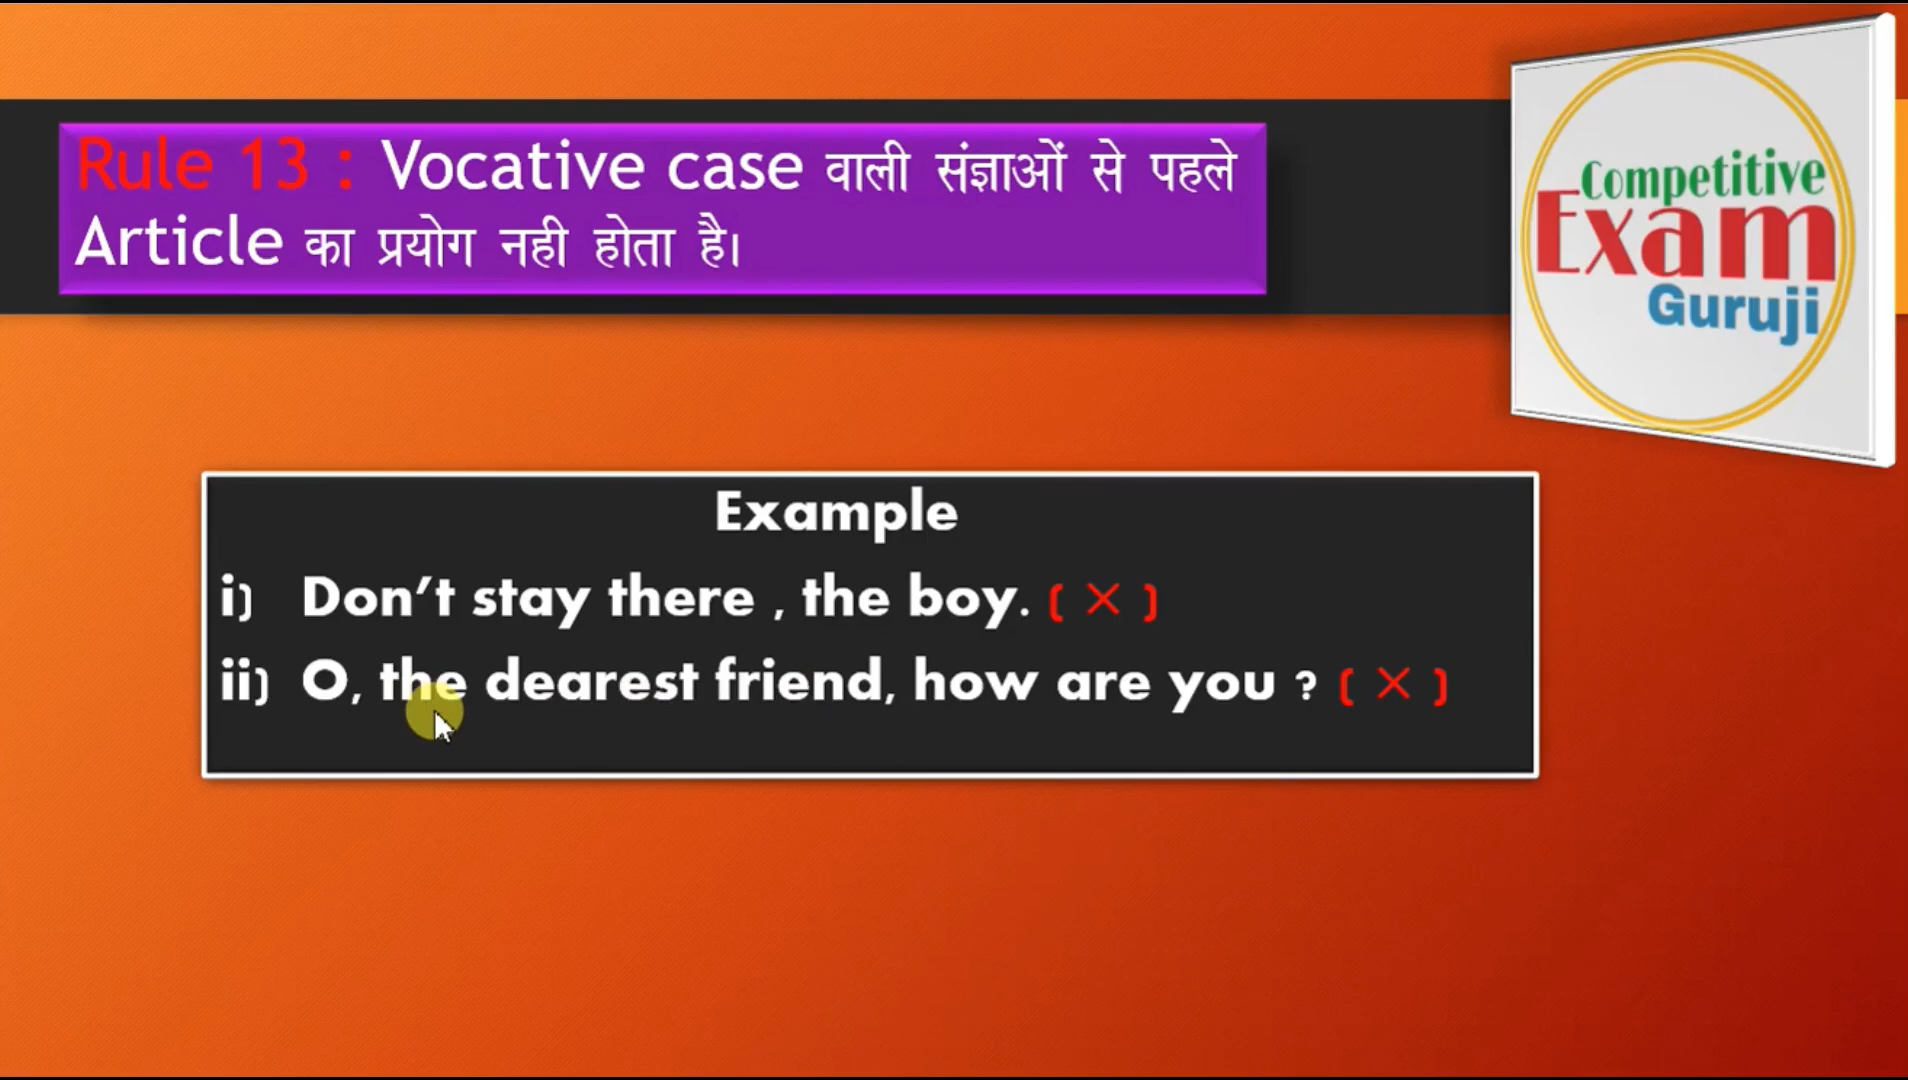 Rule 13 : Vocative case वाली संज्ञाओं से पहले
Article का प्रयोग नही होता है।
Competitive
Exam
Guruji
Example
i) Don’t stay there , the boy. ( × )
ii) O, the dearest friend, how are you ? ( × )